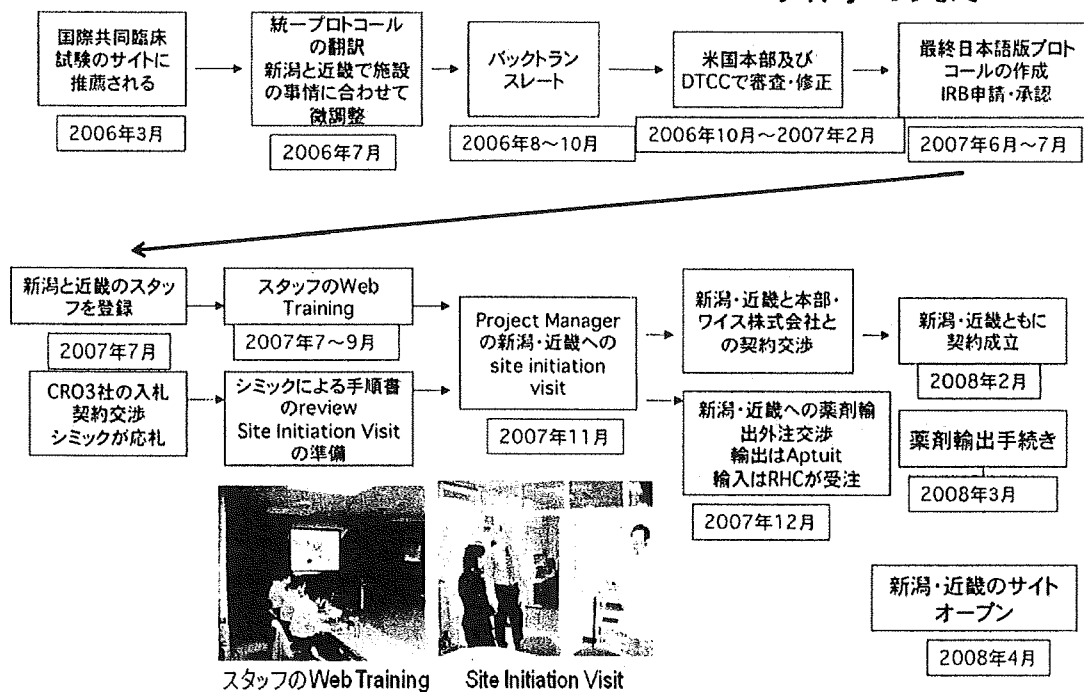 国際共同臨床
試験のサイトに
推薦される
2006年3月
統一プロトコール
の翻訳
新潟と近畿で施設
の事情に合わせて
微調整
2006年7月
バックトラン
スレート
2006年8〜10月
米国本部及び
DTCCで審査・修正
2006年10月〜2007年2月
最終日本語版プロト
コールの作成
IRB申請・承認
2007年6月〜7月
新潟と近畿のスタッ
フを登録
2007年7月
CRO3社の入札
契約交渉
シミックが応札
スタッフのWeb
Training
2007年7〜9月
シミックによる手順書
のreview
Site Initiation Visit
の準備
Project Manager
の新潟・近畿への
site initiation
visit
2007年11月
新潟・近畿と本部・
ワイス株式会社と
の契約交渉
新潟・近畿への薬剤輸
出外注交渉
輸出はAptuit
輸入はRHCが受注
2007年12月
新潟・近畿ともに
契約成立
2008年2月
薬剤輸出手続き
2008年3月
新潟・近畿のサイト
オープン
2008年4月
スタッフのWeb Training
Site Initiation Visit